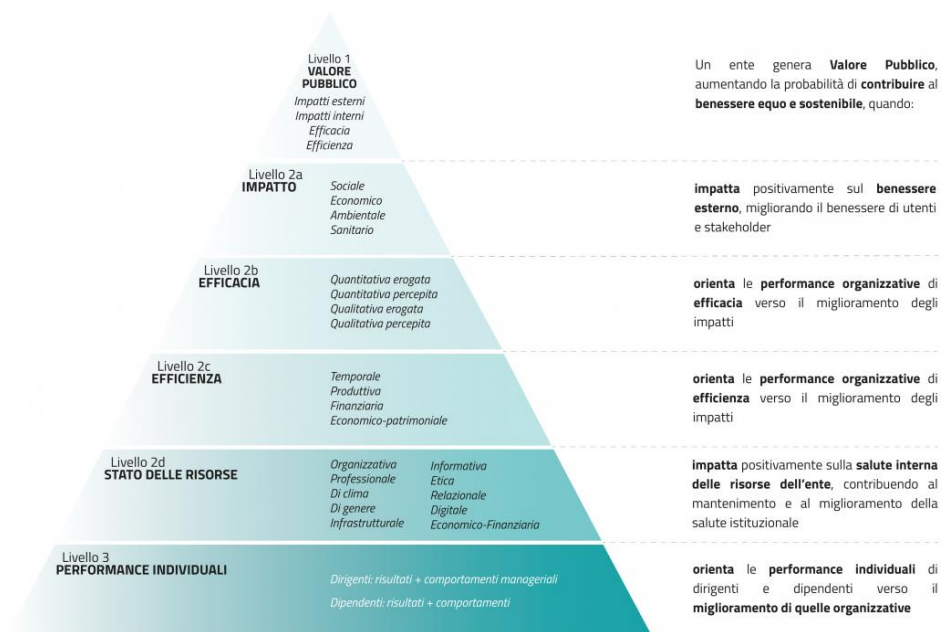 Livello 1
VALORE
PUBBLICO
Impatti esterni
Impatti interni
Efficacia
Efficienza
Un ente genera Valore Pubblico,
aumentando la probabilità di contribuire al
benessere equo e sostenibile, quando:
Livello 2a
IMPATTO
Sociale
Economico
Ambientale
Sanitario
impatta positivamente sul benessere
esterno, migliorando il benessere di utenti
e stakeholder
Livello 2b
EFFICACIA
Quantitativa erogata
Quantitativa percepita
Qualitativa erogata
Qualitativa percepita
orienta le performance organizzative di
efficacia verso il miglioramento degli
impatti
Livello 2c
EFFICIENZA
Temporale
Produttiva
Finanziaria
Economico-patrimoniale
orienta le performance organizzative di
efficienza verso il miglioramento degli
impatti
Livello 2d
STATO DELLE RISORSE
Organizzativa
Professionale
Di clima
Di genere
Infrastrutturale
Informativa
Etica
Relazionale
Digitale
Economico-Finanziaria
impatta positivamente sulla salute interna
delle risorse dell'ente, contribuendo al
mantenimento e al miglioramento della
salute istituzionale
Livello 3
PERFORMANCE INDIVIDUALI
Dirigenti: risultati + comportamenti manageriali
Dipendenti: risultati + comportamenti
orienta le performance individuali di
dirigenti e dipendenti verso il
miglioramento di quelle organizzative